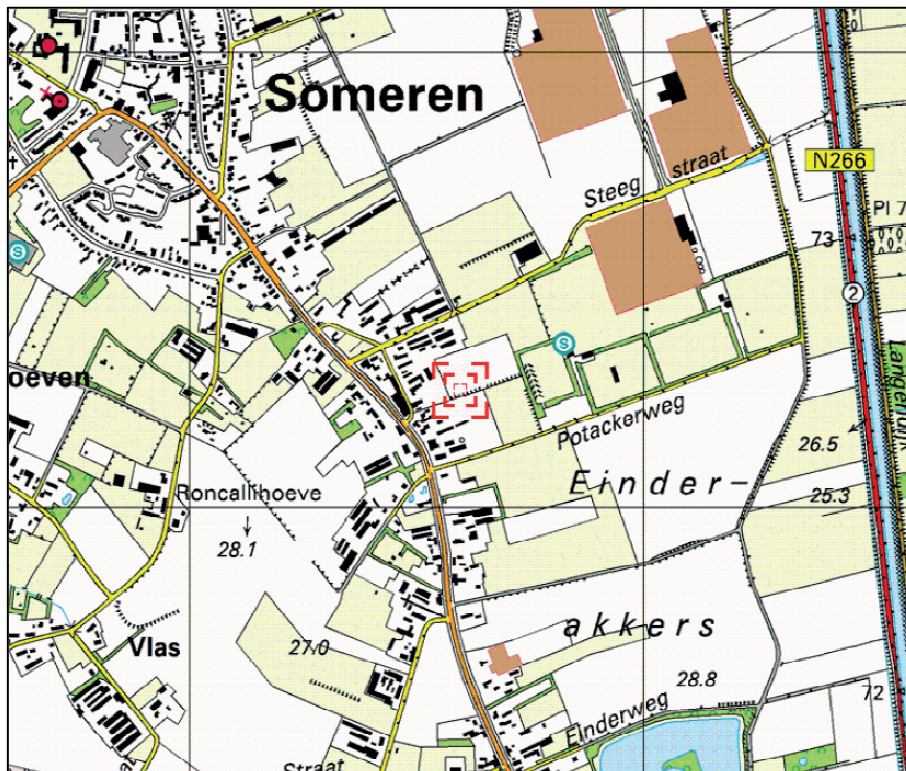 Someren
N266
Steeg straat
PI 7
73
S
2
S
oeven
Potackerweg
26.5
Roncallihoeve
Einder-
25.3
28.1
akkers
Vlas
27.0
28.8
72
Einderweg
Straat